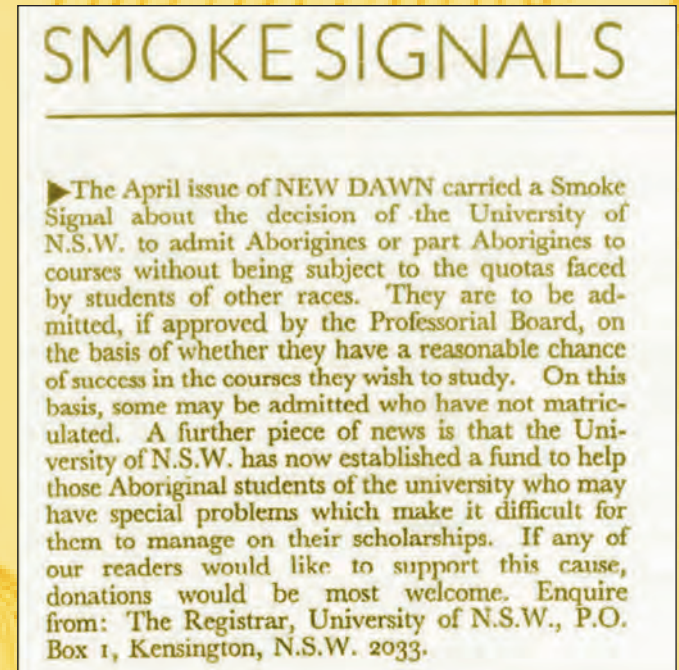 SMOKE SIGNALS
▶The April issue of NEW DAWN carried a Smoke
Signal about the decision of the University of
N.S.W. to admit Aborigines or part Aborigines to
courses without being subject to the quotas faced
by students of other races. They are to be ad-
mitted, if approved by the Professorial Board, on
the basis of whether they have a reasonable chance
of success in the courses they wish to study. On this
basis, some may be admitted who have not matric-
ulated. A further piece of news is that the Uni-
versity of N.S.W. has now established a fund to help
those Aboriginal students of the university who may
have special problems which make it difficult for
them to manage on their scholarships. If any of
our readers would like to support this cause,
donations would be most welcome. Enquire
from: The Registrar, University of N.S.W., P.O.
Box 1, Kensington, N.S.W. 2033.